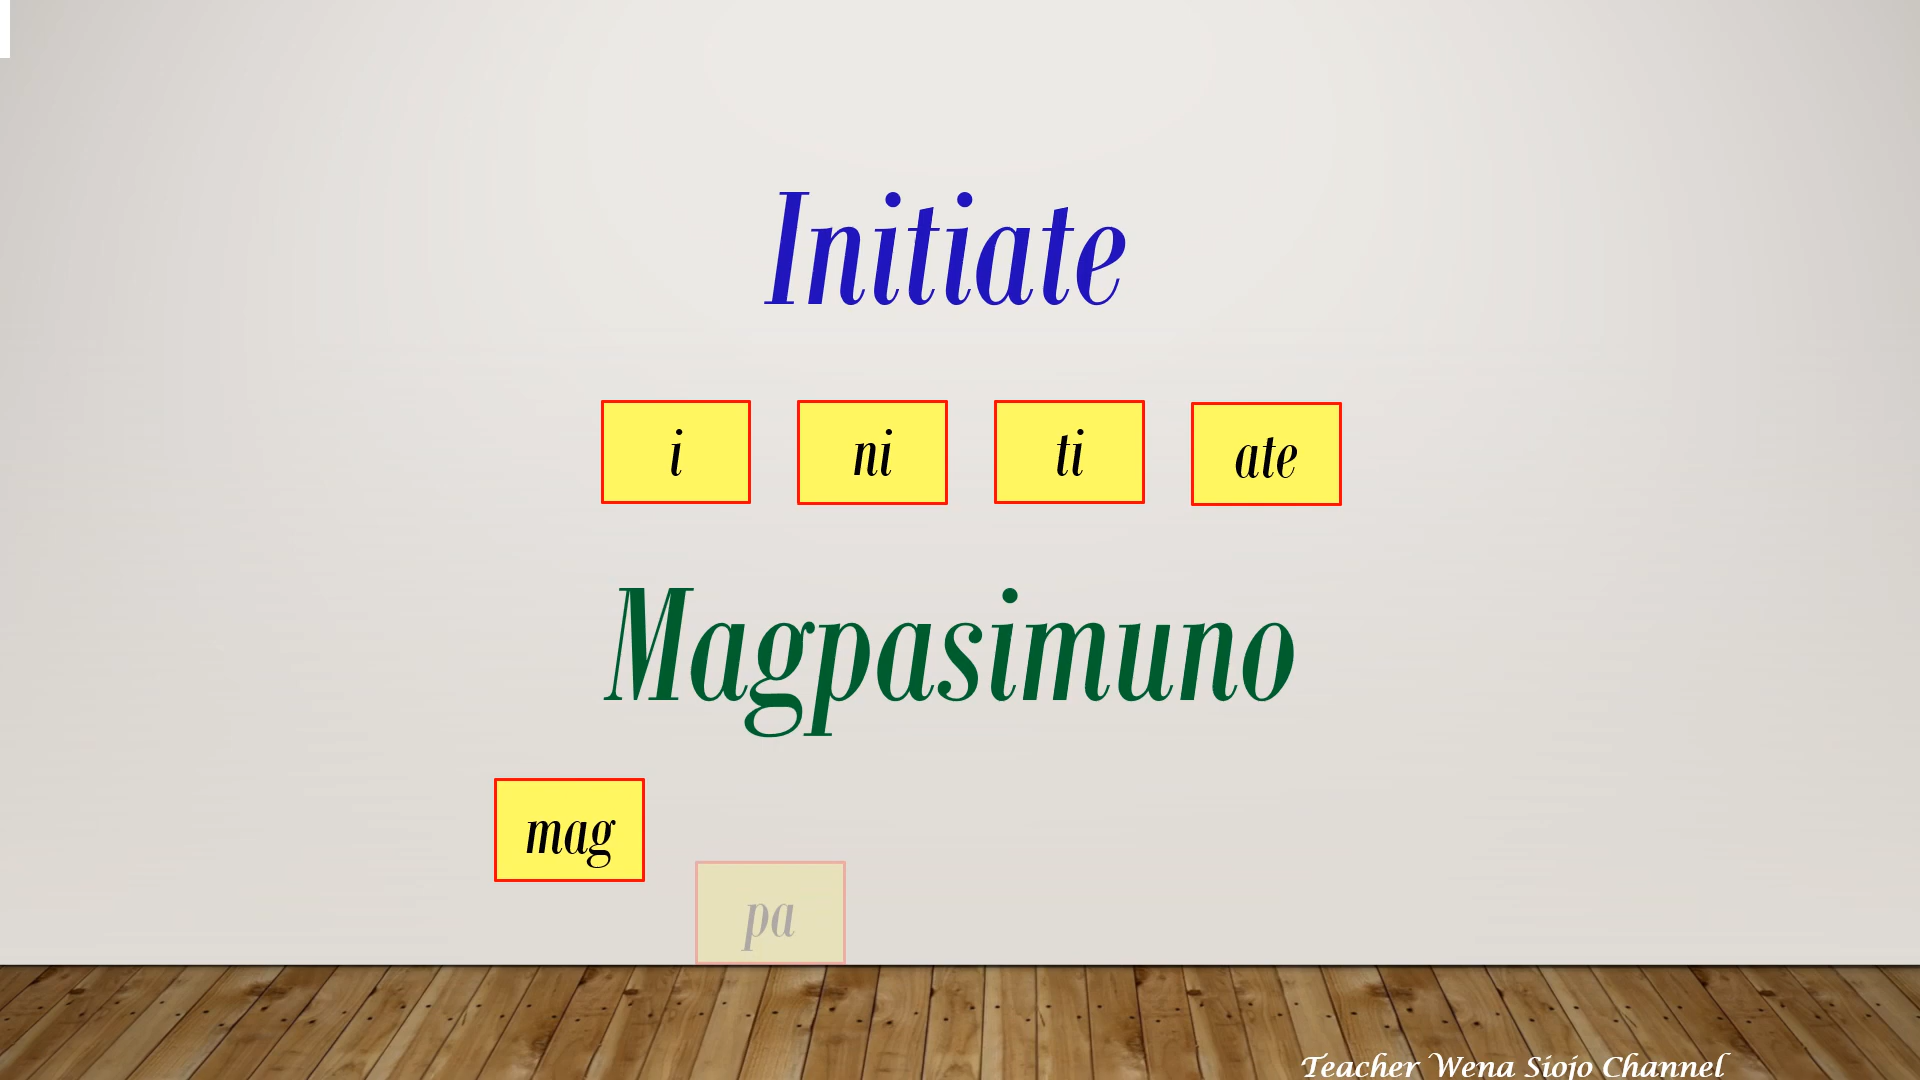 Initiate
i ni ti ate
Magpasimuno
mag
pa
Teacher Wena Siojo Channel